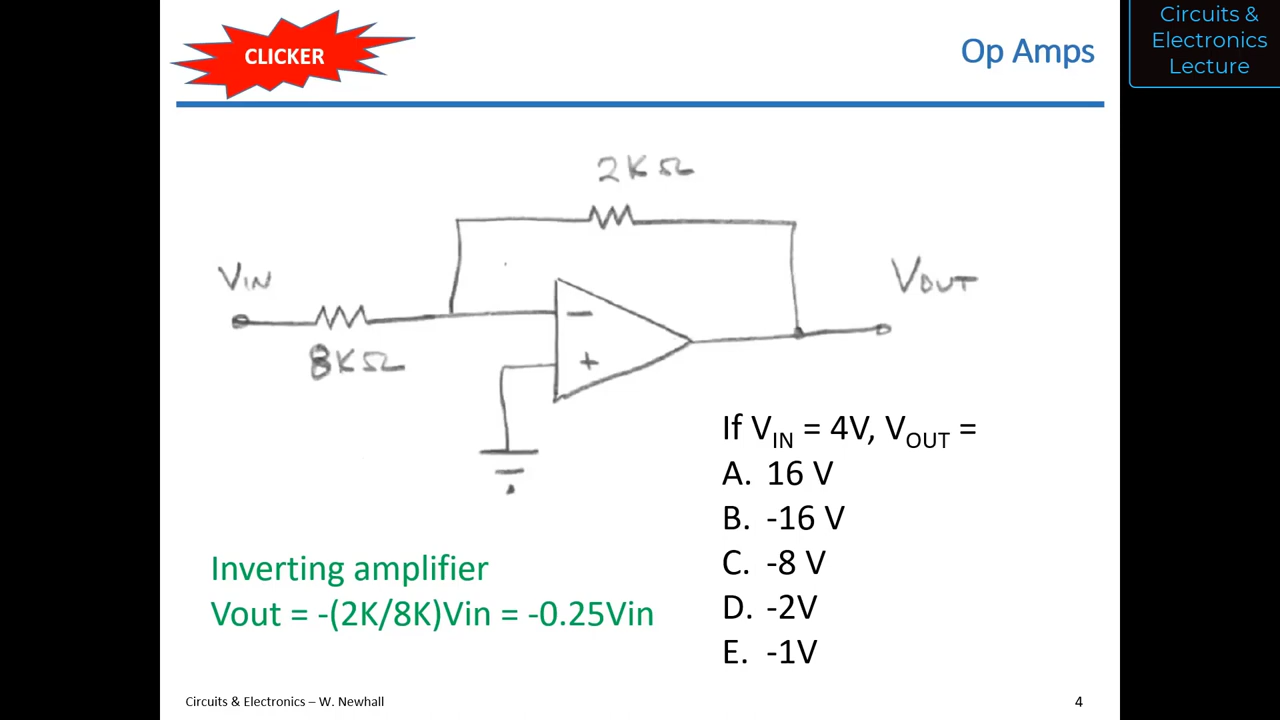 CLICKER
Op Amps
Circuits &
Electronics
Lecture
2KΩ
VIN
8KΩ
VOUT
−
+
If VIN = 4V, VOUT =
A. 16 V
B. -16 V
C. -8 V
D. -2V
E. -1V
Inverting amplifier
Vout = -(2K/8K)Vin = -0.25Vin
Circuits & Electronics – W. Newhall
4